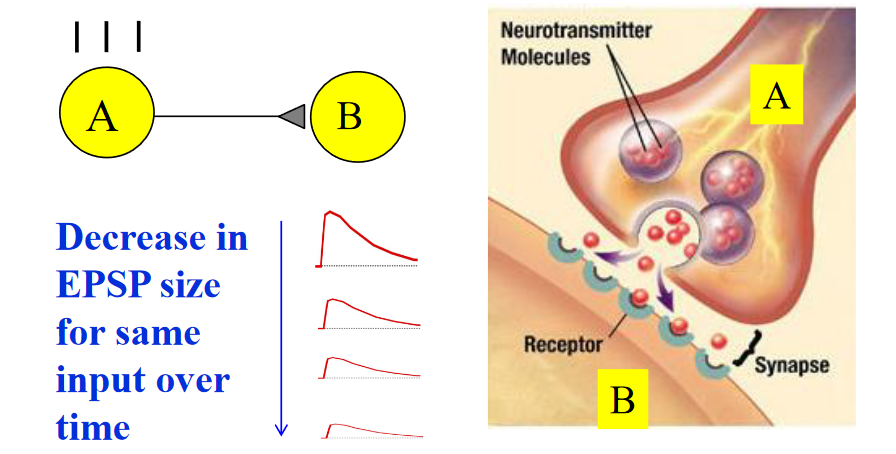 A
B
Decrease in
EPSP size
for same
input over
time
Neurotransmitter
Molecules
A
Receptor
Synapse
B